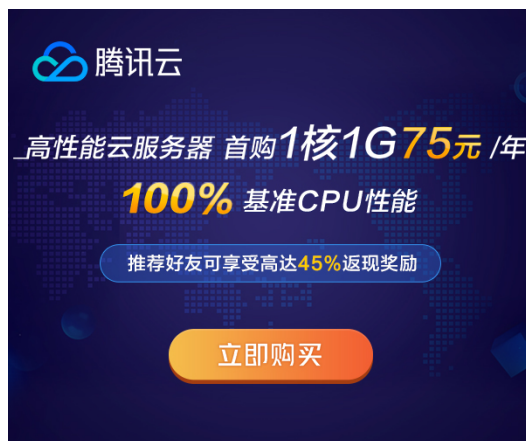 腾讯云
高性能云服务器 首购1核1G75元 /年
100% 基准CPU性能
推荐好友可享受高达45%返现奖励
立即购买